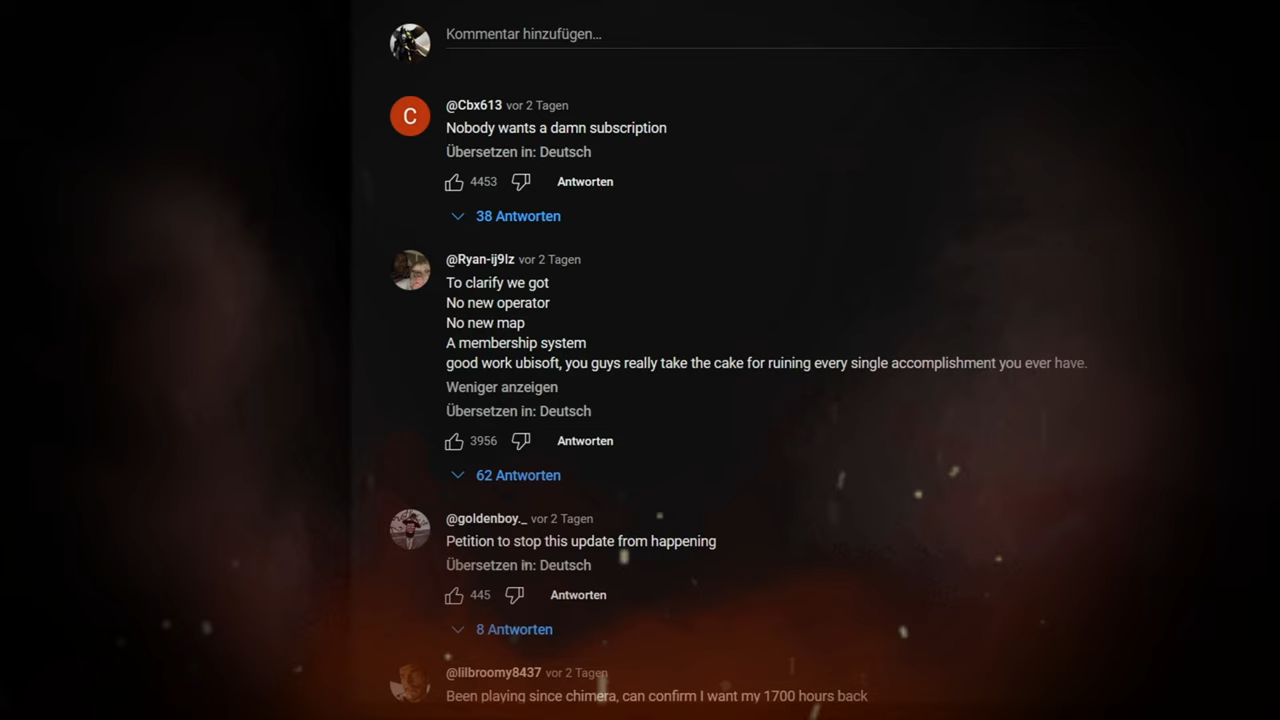 Kommentar hinzufügen...
@Cbx613 vor 2 Tagen
Nobody wants a damn subscription
Übersetzen in: Deutsch
4453 Antworten
38 Antworten
@Ryan-ij9lz vor 2 Tagen
To clarify we got
No new operator
No new map
A membership system
good work ubisoft, you guys really take the cake for ruining every single accomplishment you ever have.
Weniger anzeigen
Übersetzen in: Deutsch
3956 Antworten
62 Antworten
@goldenboy._ vor 2 Tagen
Petition to stop this update from happening
Übersetzen in: Deutsch
445 Antworten
8 Antworten
@lilbroomy8437 vor 2 Tagen
Been playing since chimera, can confirm I want my 1700 hours back
C